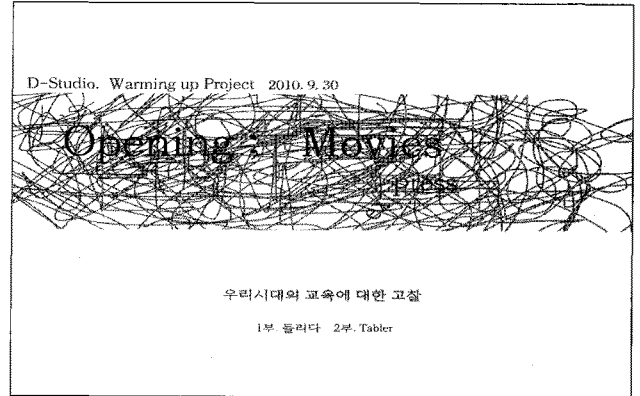 D-Studio. Warming up Project 2010. 9. 30
Opening : Movies
우리시대의 교육에 대한 고찰
1부. 들리다 2부. Tabler